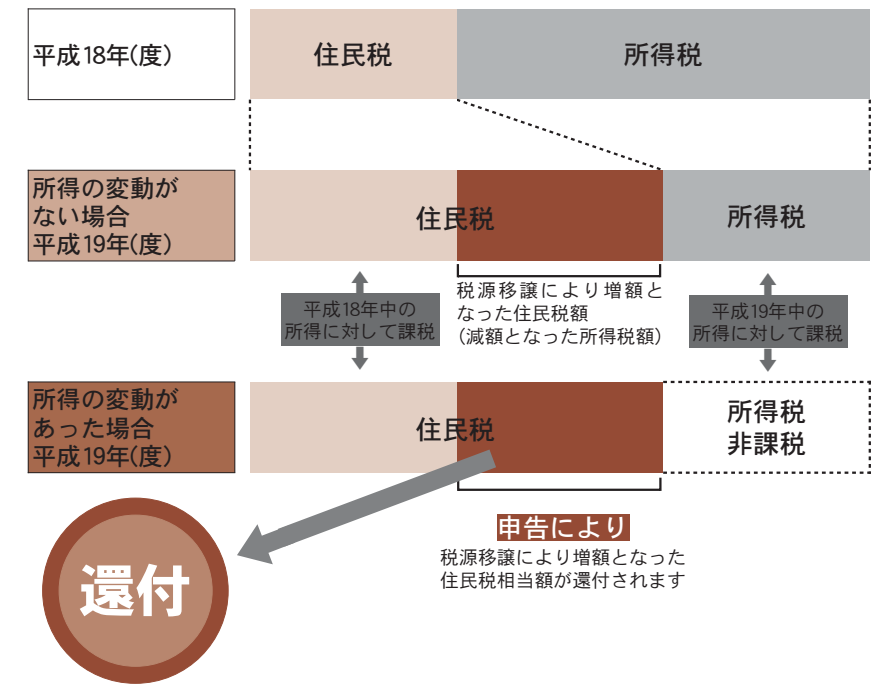 平成18年(度)
住民税
所得税
所得の変動が
ない場合
平成19年(度)
住民税
所得税
平成18年中の
所得に対して課税
税源移譲により増額と
なった住民税額
（減額となった所得税額）
平成19年中の
所得に対して課税
所得の変動が
あった場合
平成19年(度)
住民税
所得税
非課税
申告により
税源移譲により増額となった
住民税相当額が還付されます
還付